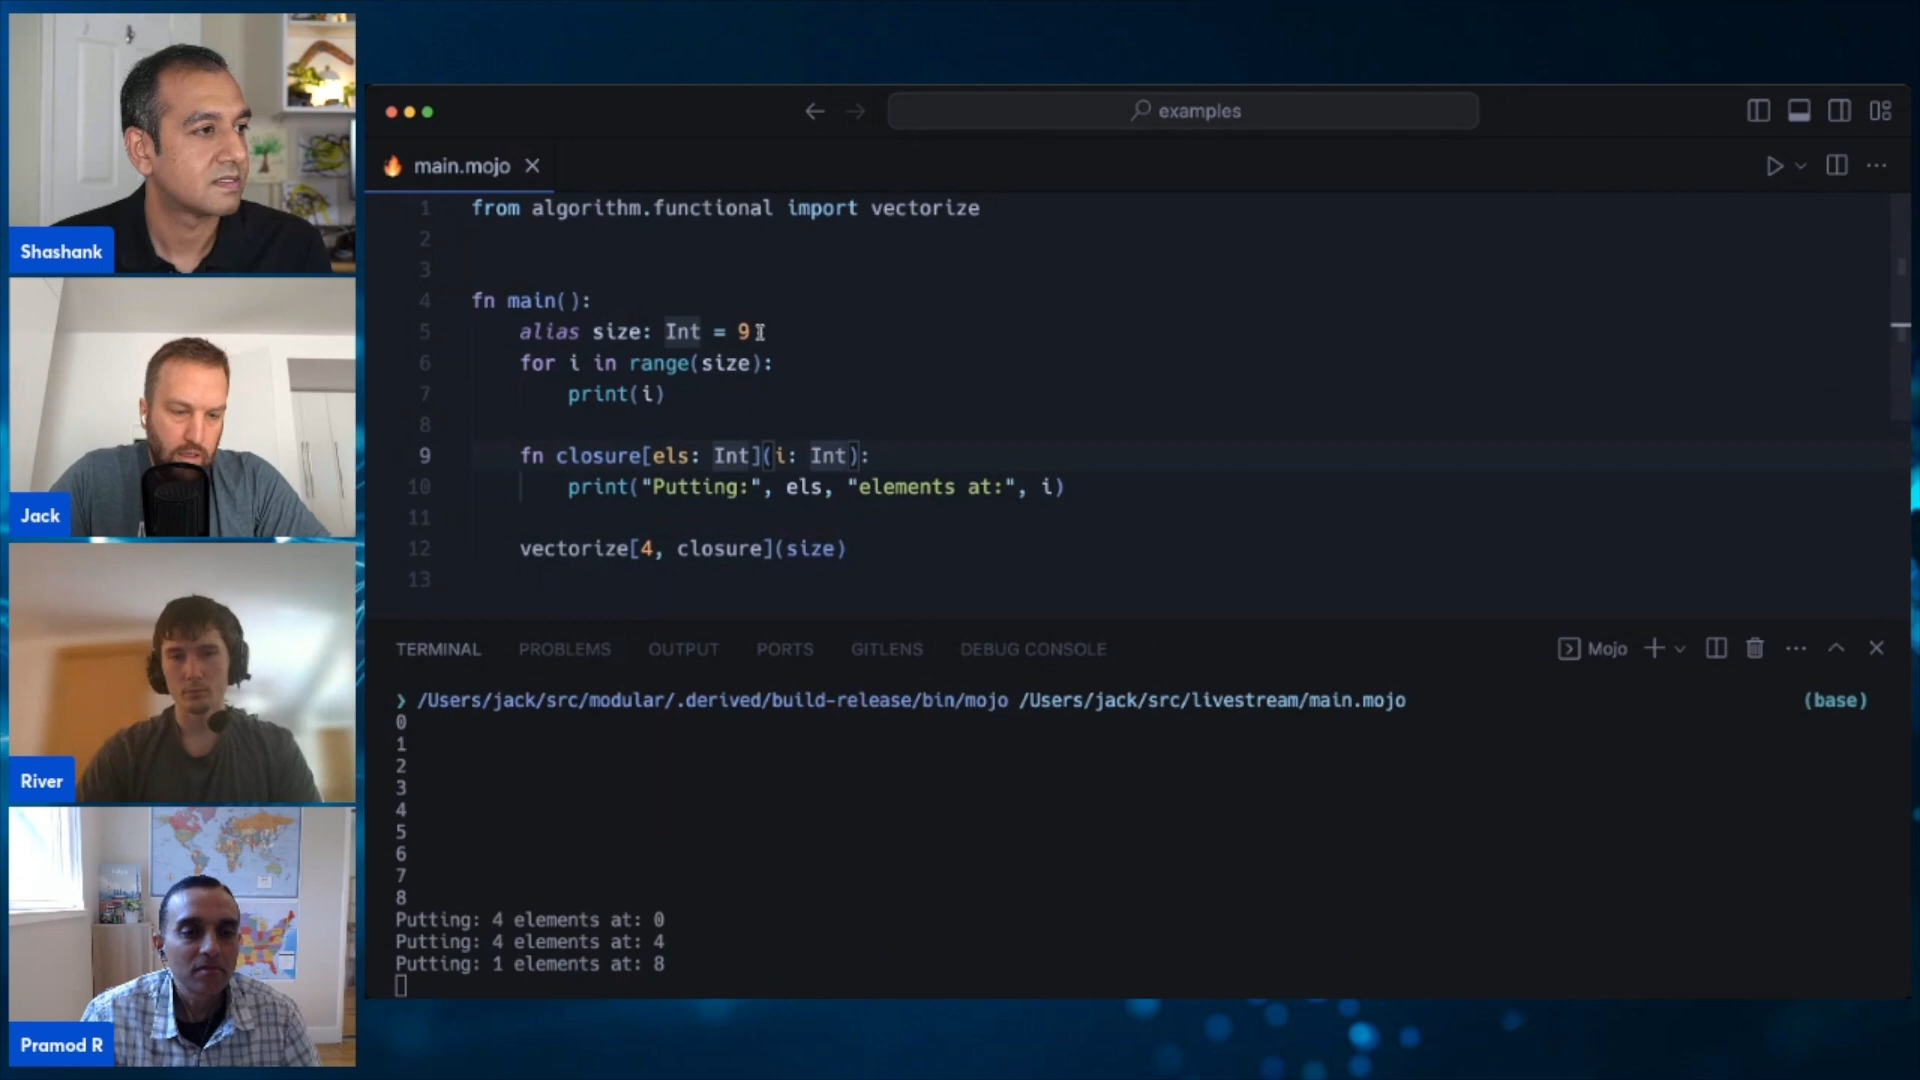 Shashank
Jack
River
Pramod R
examples
main.mojo
1 from algorithm.functional import vectorize
2
3
4 fn main():
5 alias size: Int = 9
6 for i in range(size):
7 print(i)
8
9 fn closure[els: Int](i: Int):
10 print("Putting:", els, "elements at:", i)
11
12 vectorize[4, closure](size)
13
TERMINAL PROBLEMS OUTPUT PORTS GITLENS DEBUG CONSOLE Mojo
❯ /Users/jack/src/modular/.derived/build-release/bin/mojo /Users/jack/src/livestream/main.mojo (base)
0
1
2
3
4
5
6
7
8
Putting: 4 elements at: 0
Putting: 4 elements at: 4
Putting: 1 elements at: 8